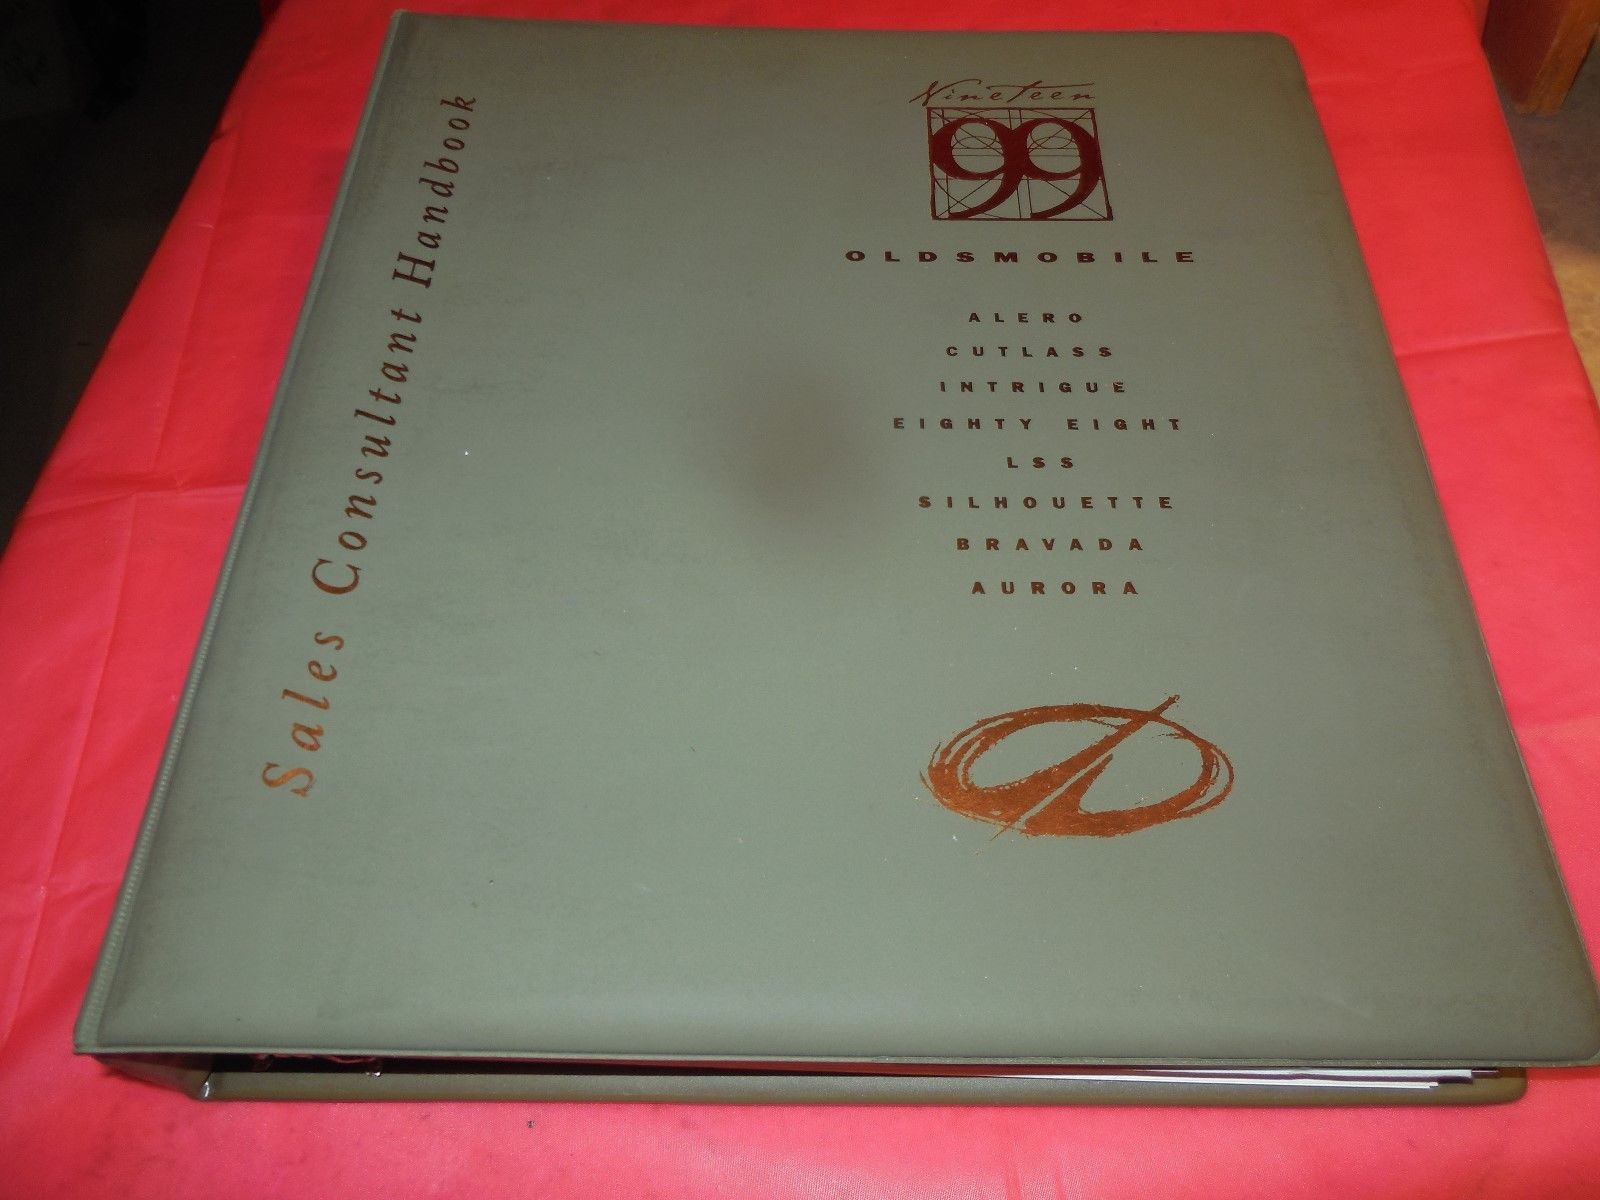 Sales Consultant Handbook
Nineteen
99
OLDSMOBILE
ALERO
CUTLASS
INTRIGUE
EIGHTY EIGHT
LSS
SILHOUETTE
BRAVADA
AURORA